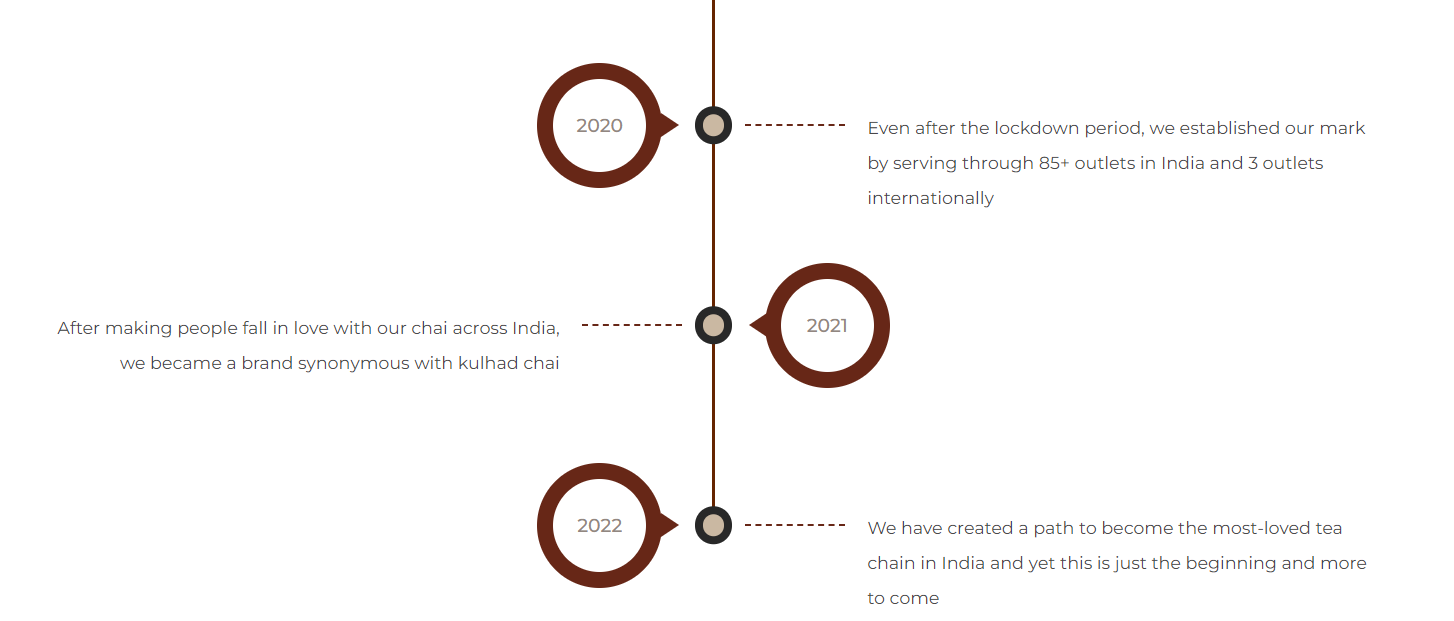 2020
Even after the lockdown period, we established our mark
by serving through 85+ outlets in India and 3 outlets
internationally
2021
After making people fall in love with our chai across India,
we became a brand synonymous with kulhad chai
2022
We have created a path to become the most-loved tea
chain in India and yet this is just the beginning and more
to come